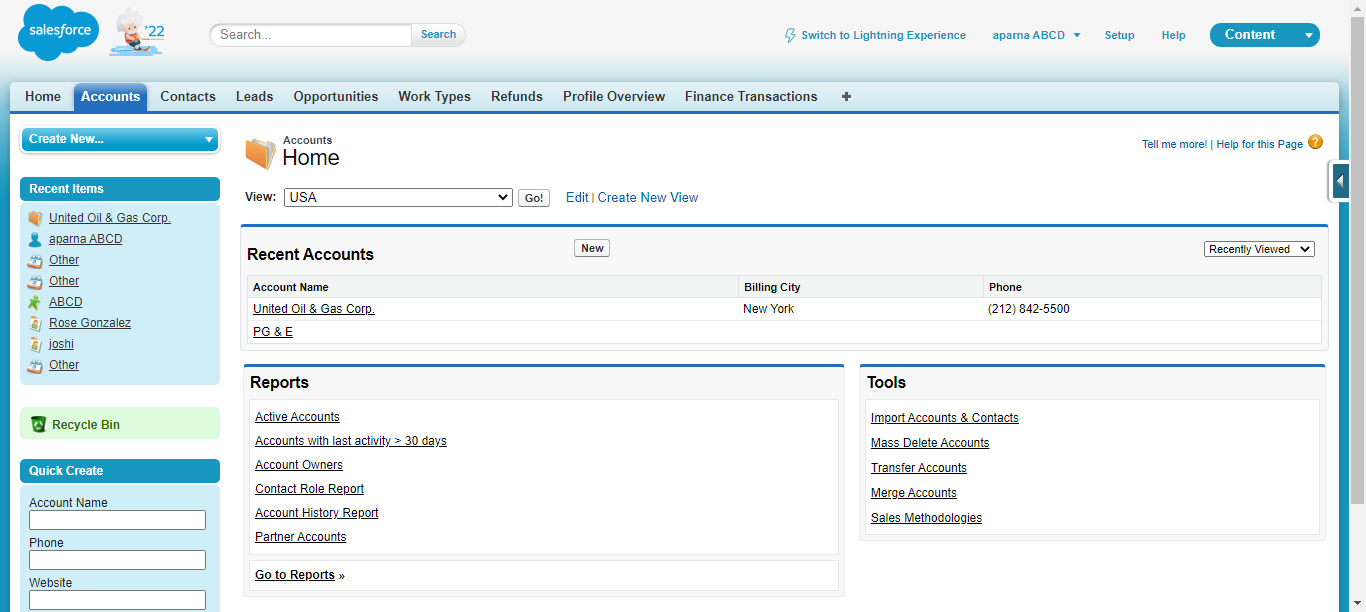 salesforce
'22
Search...
Search
Switch to Lightning Experience
aparna ABCD
Setup
Help
Content
Home
Accounts
Contacts
Leads
Opportunities
Work Types
Refunds
Profile Overview
Finance Transactions
+
Create New...
Recent Items
United Oil & Gas Corp.
aparna ABCD
Other
Other
ABCD
Rose Gonzalez
joshi
Other
Recycle Bin
Quick Create
Account Name
Phone
Website
Accounts
Home
Tell me more! | Help for this Page ?
View: USA Go! Edit | Create New View
Recent Accounts
New
Recently Viewed
Account Name Billing City Phone
United Oil & Gas Corp. New York (212) 842-5500
PG & E
Reports
Active Accounts
Accounts with last activity > 30 days
Account Owners
Contact Role Report
Account History Report
Partner Accounts
Go to Reports »
Tools
Import Accounts & Contacts
Mass Delete Accounts
Transfer Accounts
Merge Accounts
Sales Methodologies